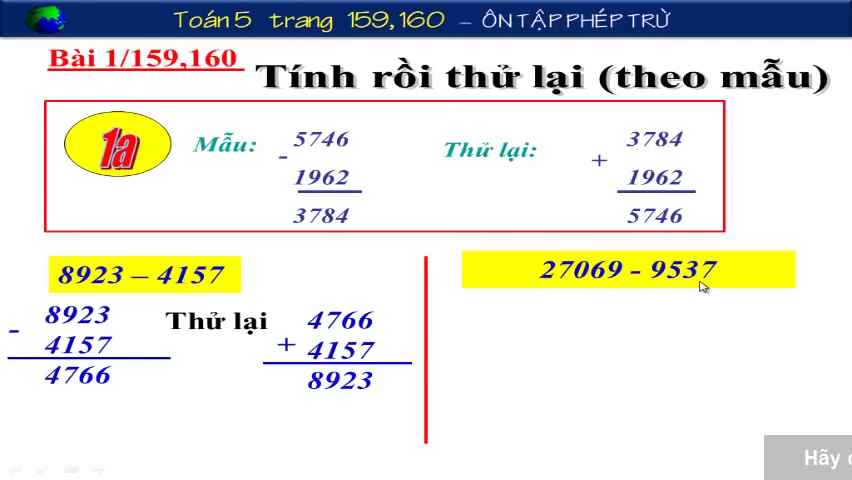 Toán 5 trang 159,160 – ÔN TẬP PHÉP TRỪ
Bài 1/159,160
Tính rồi thử lại (theo mẫu)
1a
Mẫu:
- 5746
1962
3784
Thử lại:
+ 3784
1962
5746
8923 – 4157
- 8923
4157
4766
Thử lại
+ 4766
4157
8923
27069 - 9537
Hãy